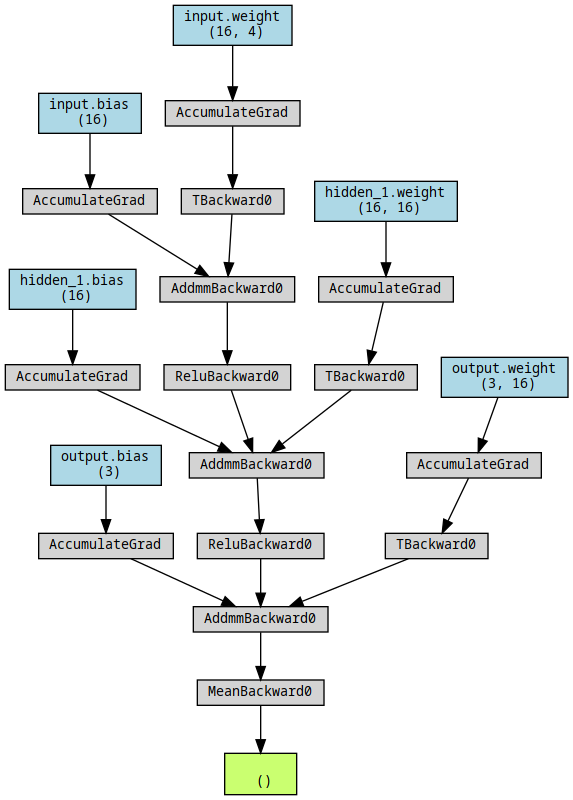 input.weight
(16, 4)
input.bias
(16)
AccumulateGrad
AccumulateGrad
TBackward0
hidden_1.weight
(16, 16)
hidden_1.bias
(16)
AddmmBackward0
AccumulateGrad
AccumulateGrad
ReluBackward0
TBackward0
output.weight
(3, 16)
output.bias
(3)
AddmmBackward0
AccumulateGrad
AccumulateGrad
ReluBackward0
TBackward0
AddmmBackward0
MeanBackward0
()